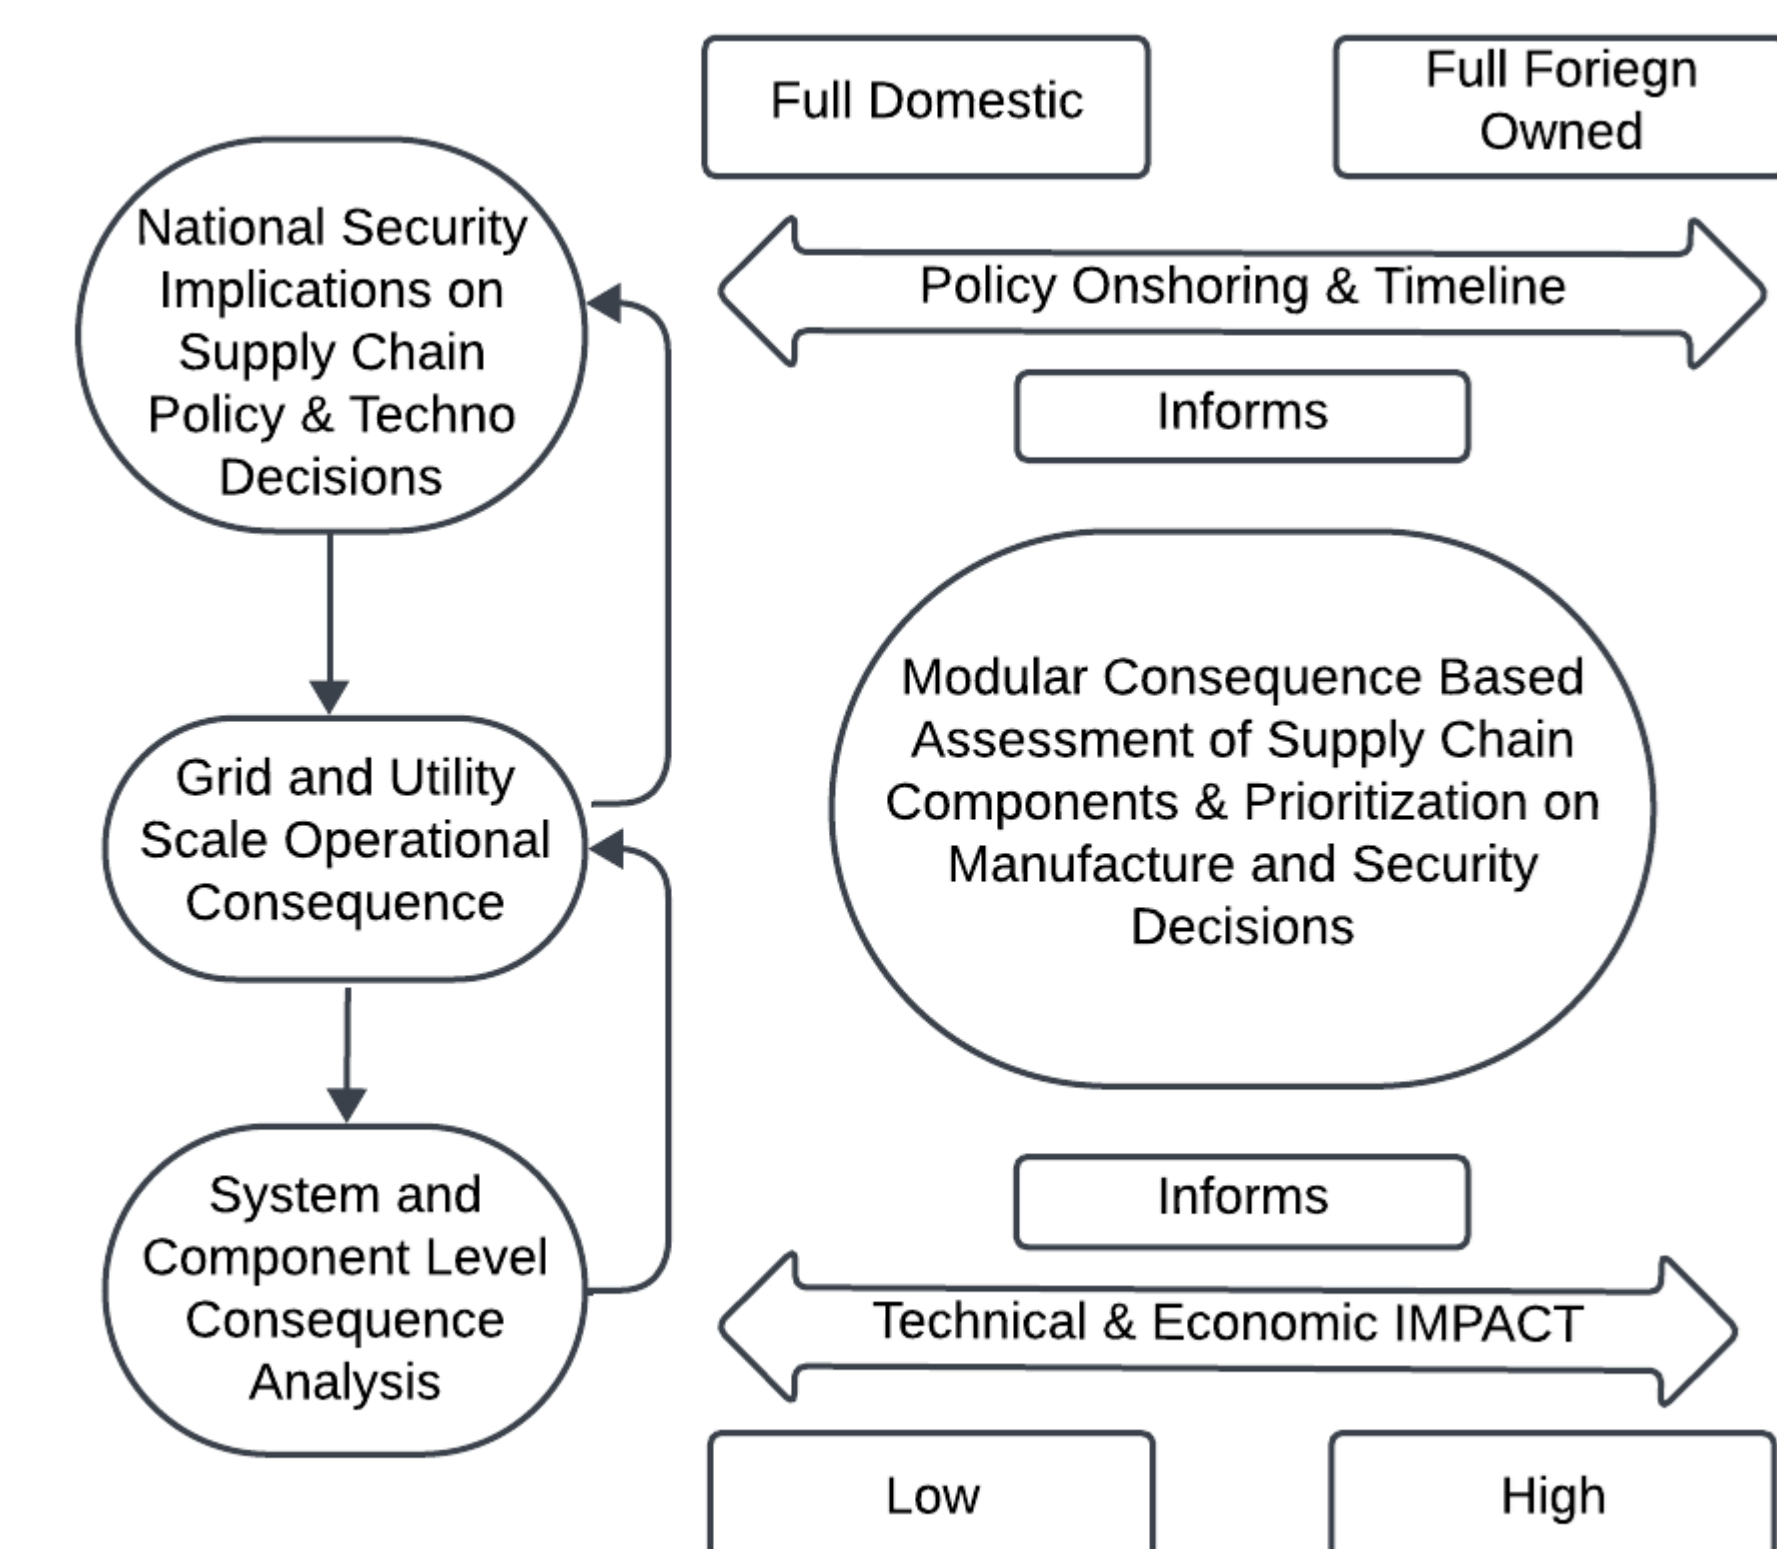 Full Domestic
Full Foriegn
Owned
National Security
Implications on
Supply Chain
Policy & Techno
Decisions
Policy Onshoring & Timeline
Informs
Grid and Utility
Scale Operational
Consequence
Modular Consequence Based
Assessment of Supply Chain
Components & Prioritization on
Manufacture and Security
Decisions
System and
Component Level
Consequence
Analysis
Informs
Technical & Economic IMPACT
Low
High